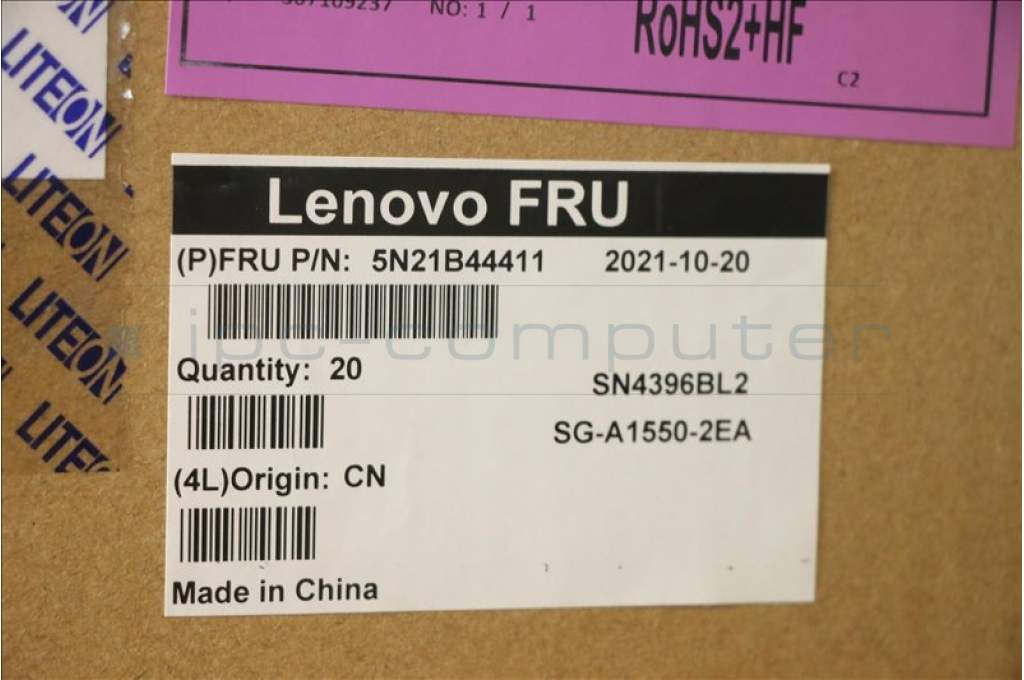 NO: 1 / 1
RoHS2+HF
C2
LITEON
LITEON
LITEON
LITEON
Lenovo FRU
(P)FRU P/N: 5N21B44411 2021-10-20
ipc-computer
Quantity: 20
SN4396BL2
SG-A1550-2EA
(4L)Origin: CN
Made in China